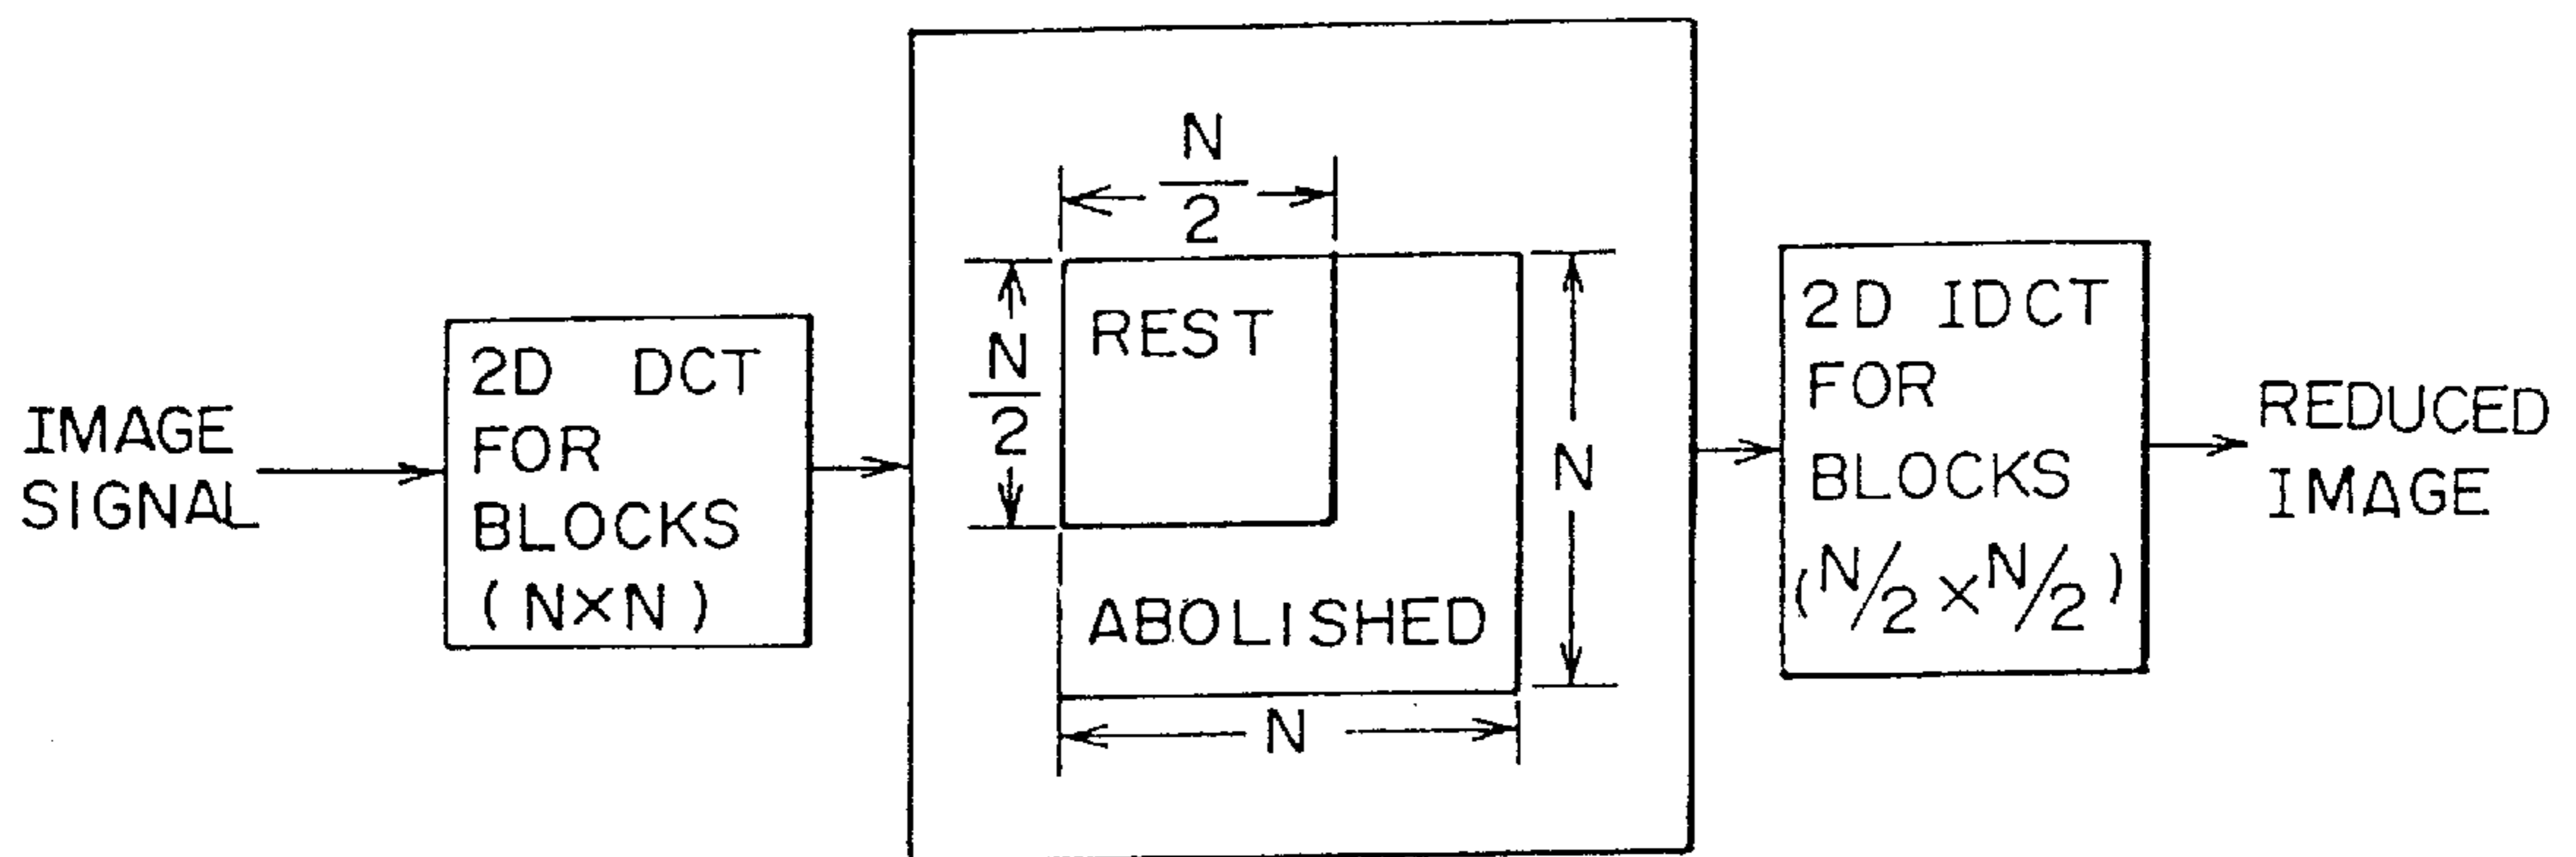 IMAGE
SIGNAL
2D DCT
FOR
BLOCKS
(N×N)
N
2
N
2
REST
ABOLISHED
N
N
2D IDCT
FOR
BLOCKS
(N/2×N/2)
REDUCED
IMAGE